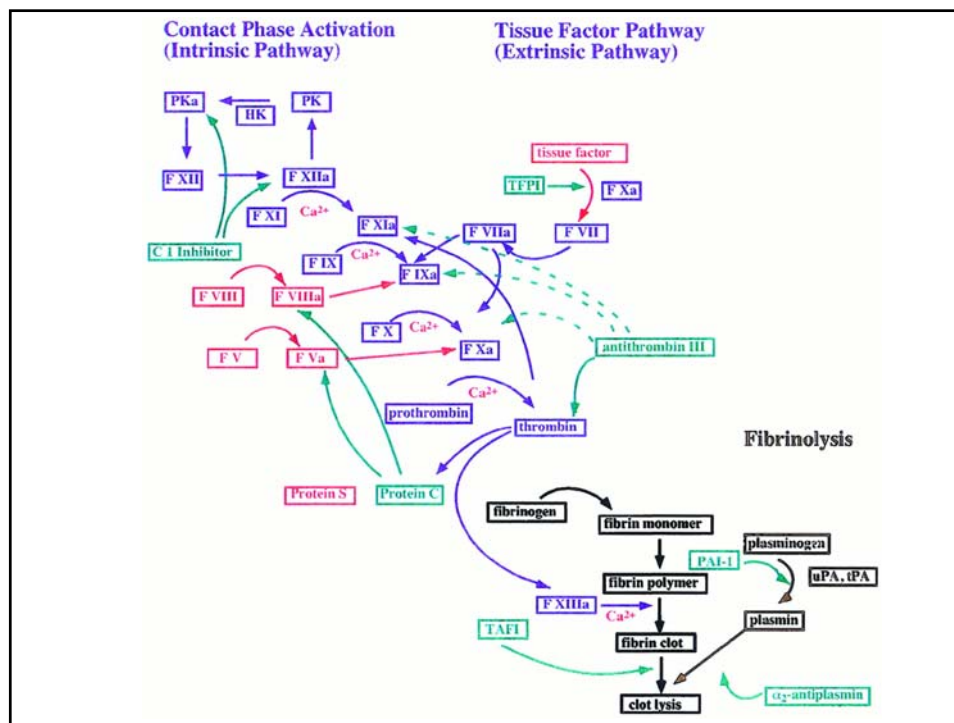 Contact Phase Activation
(Intrinsic Pathway)
Tissue Factor Pathway
(Extrinsic Pathway)
PKa
HK
PK
tissue factor
TFPI
F Xa
F XII
F XIIa
F XI
Ca2+
F XIa
F VIIa
F VII
C 1 Inhibitor
F IX
Ca2+
F IXa
F VIII
F VIIIa
F X
Ca2+
F Xa
F V
F Va
antithrombin III
Ca2+
prothrombin
thrombin
Fibrinolysis
Protein S
Protein C
fibrinogen
fibrin monomer
plasminogen
PAI-1
uPA, tPA
fibrin polymer
F XIIIa
Ca2+
plasmin
TAFI
fibrin clot
clot lysis
α2-antiplasmin